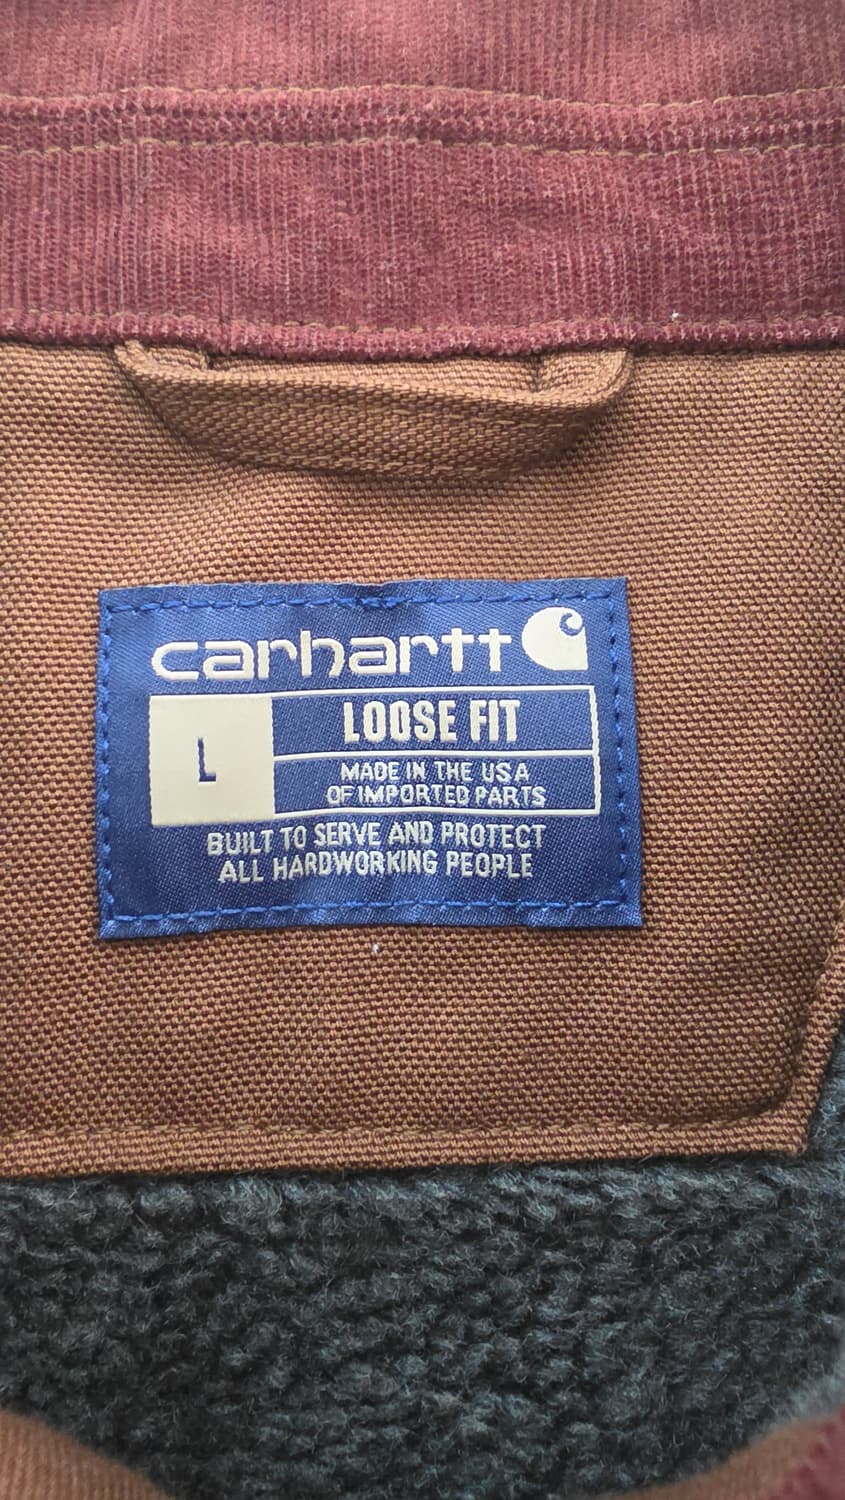 carhartt
LOOSE FIT
L
MADE IN THE USA
OF IMPORTED PARTS
BUILT TO SERVE AND PROTECT
ALL HARDWORKING PEOPLE